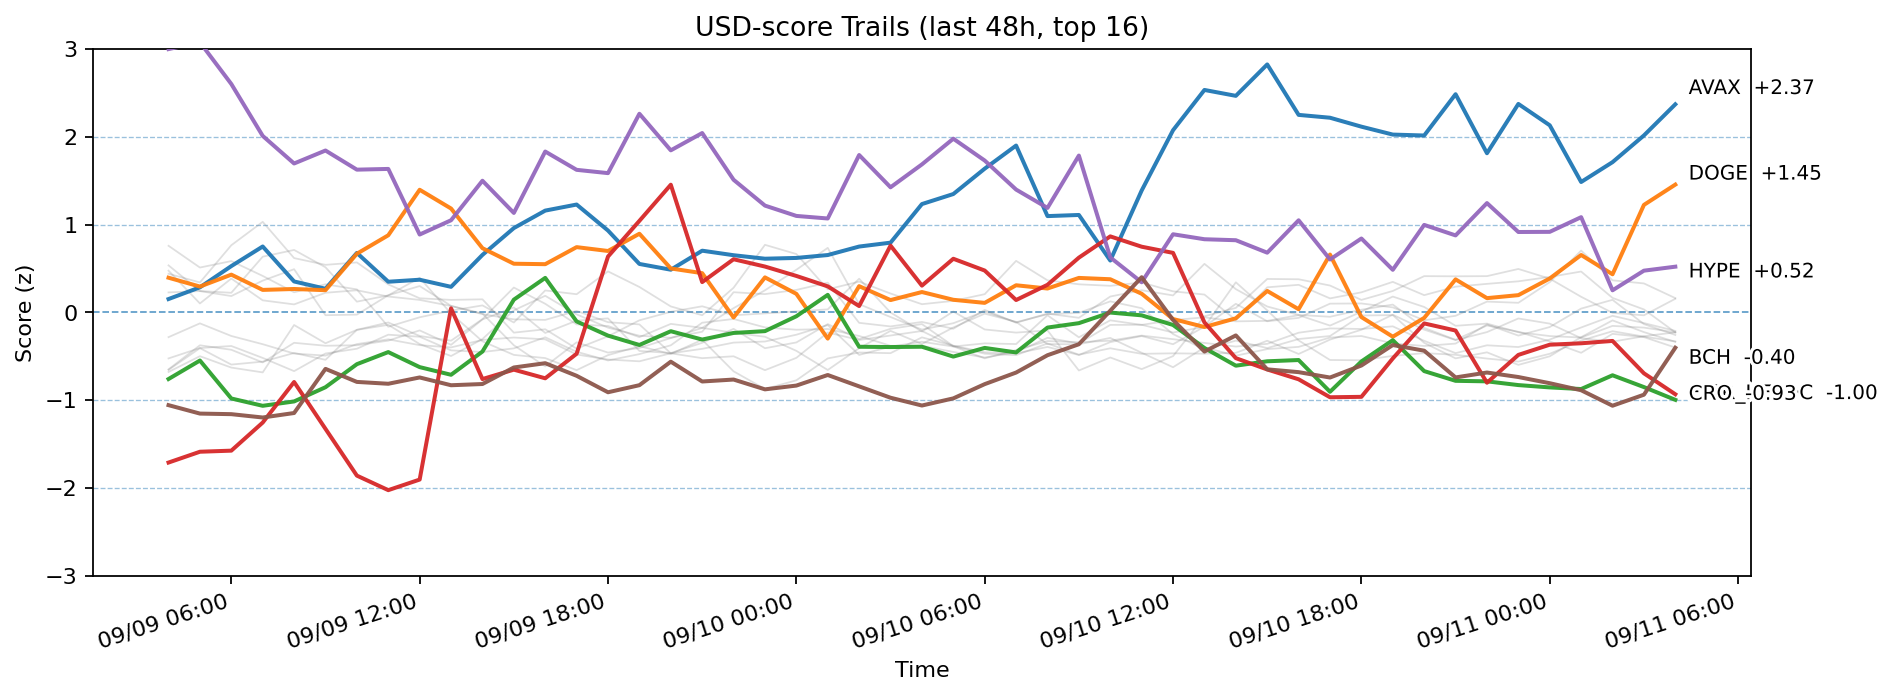 USD-score Trails (last 48h, top 16)
Score (z)
3
2
1
0
−1
−2
−3
AVAX +2.37
DOGE +1.45
HYPE +0.52
BCH -0.40
CRO -0.93
-1.00
09/09 06:00
09/09 12:00
09/09 18:00
09/10 00:00
09/10 06:00
09/10 12:00
09/10 18:00
09/11 00:00
09/11 06:00
Time